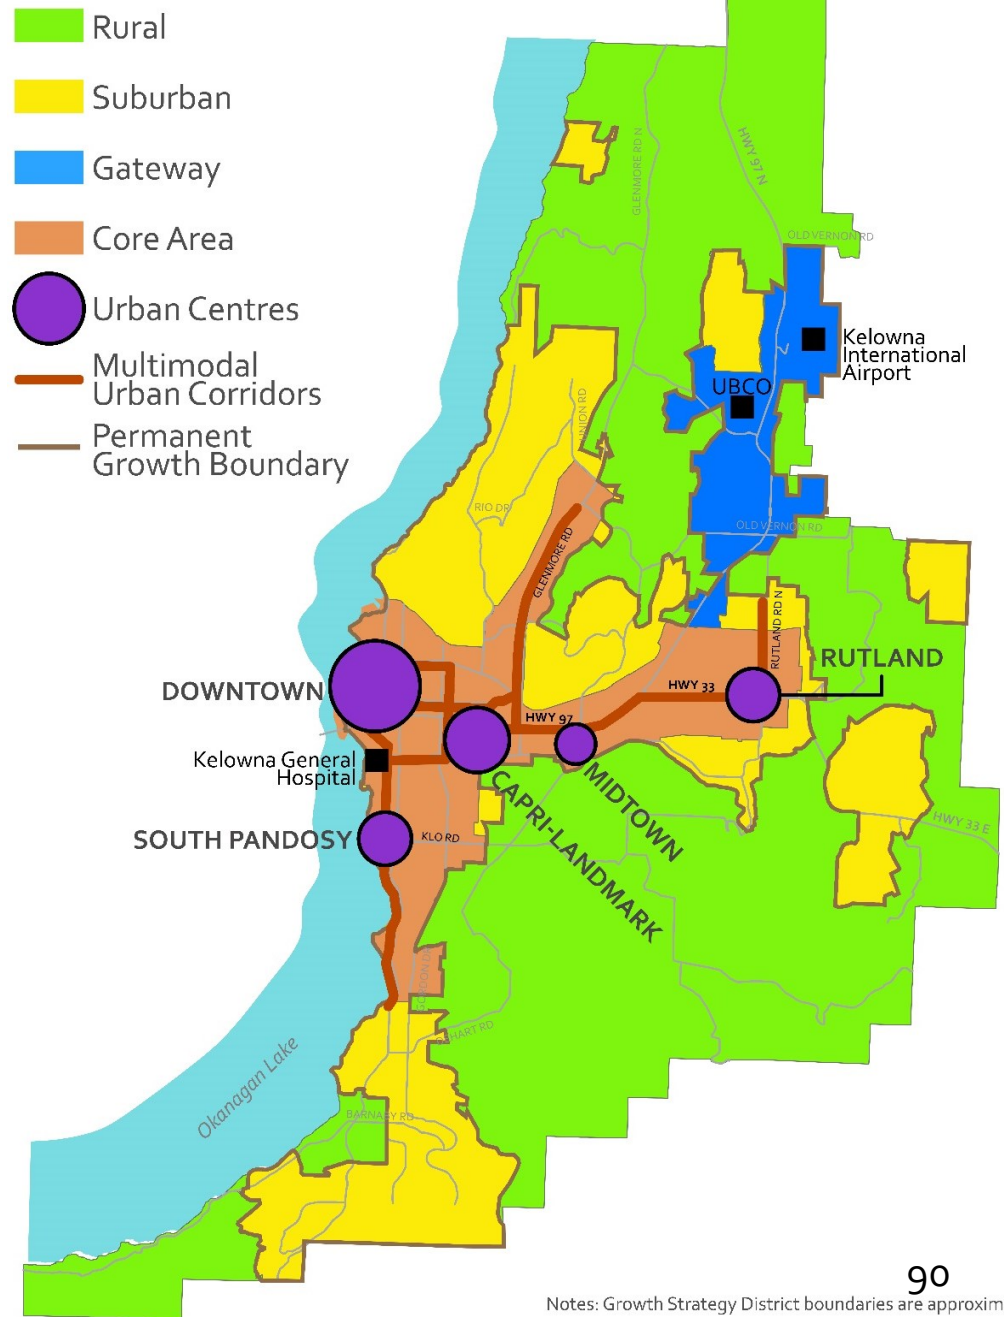 Rural
Suburban
Gateway
Core Area
Urban Centres
Multimodal
Urban Corridors
Permanent
Growth Boundary
GLENMORE RD N
HWY 97 N
OLD VERNON RD
Kelowna
International
Airport
UBCO
UNION RD
RIO DR
GLENMORE RD
OLD VERNON RD
RUTLAND RD N
RUTLAND
DOWNTOWN
HWY 33
HWY 97
Kelowna General
Hospital
MIDTOWN
CAPRI-LANDMARK
SOUTH PANDOSY
KLO RD
HWY 33 E
GORDON DR
DEHART RD
Okanagan Lake
BARNABY RD
90
Notes: Growth Strategy District boundaries are approxim